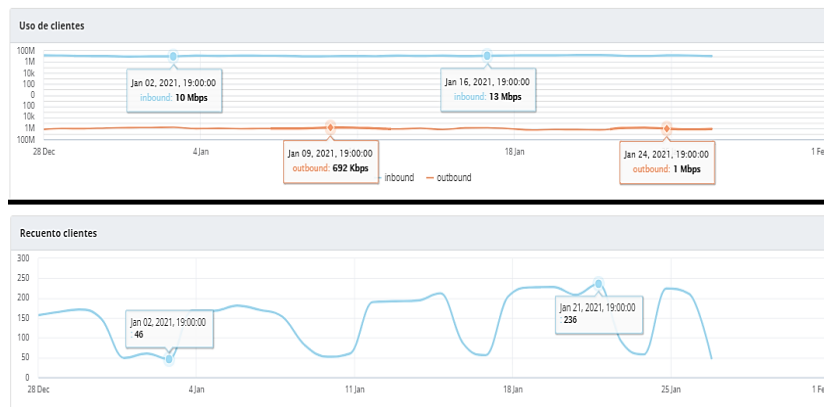 Uso de clientes
100M
1M
10k
100
0
100
10k
1M
100M
Jan 02, 2021, 19:00:00
inbound: 10 Mbps
Jan 16, 2021, 19:00:00
inbound: 13 Mbps
Jan 09, 2021, 19:00:00
outbound: 692 Kbps
Jan 24, 2021, 19:00:00
outbound: 1 Mbps
28 Dec
4 Jan
18 Jan
1 Fe
inbound
outbound
Recuento clientes
300
250
200
150
100
50
0
Jan 02, 2021, 19:00:00
46
Jan 21, 2021, 19:00:00
236
28 Dec
4 Jan
11 Jan
18 Jan
25 Jan
1 Fe